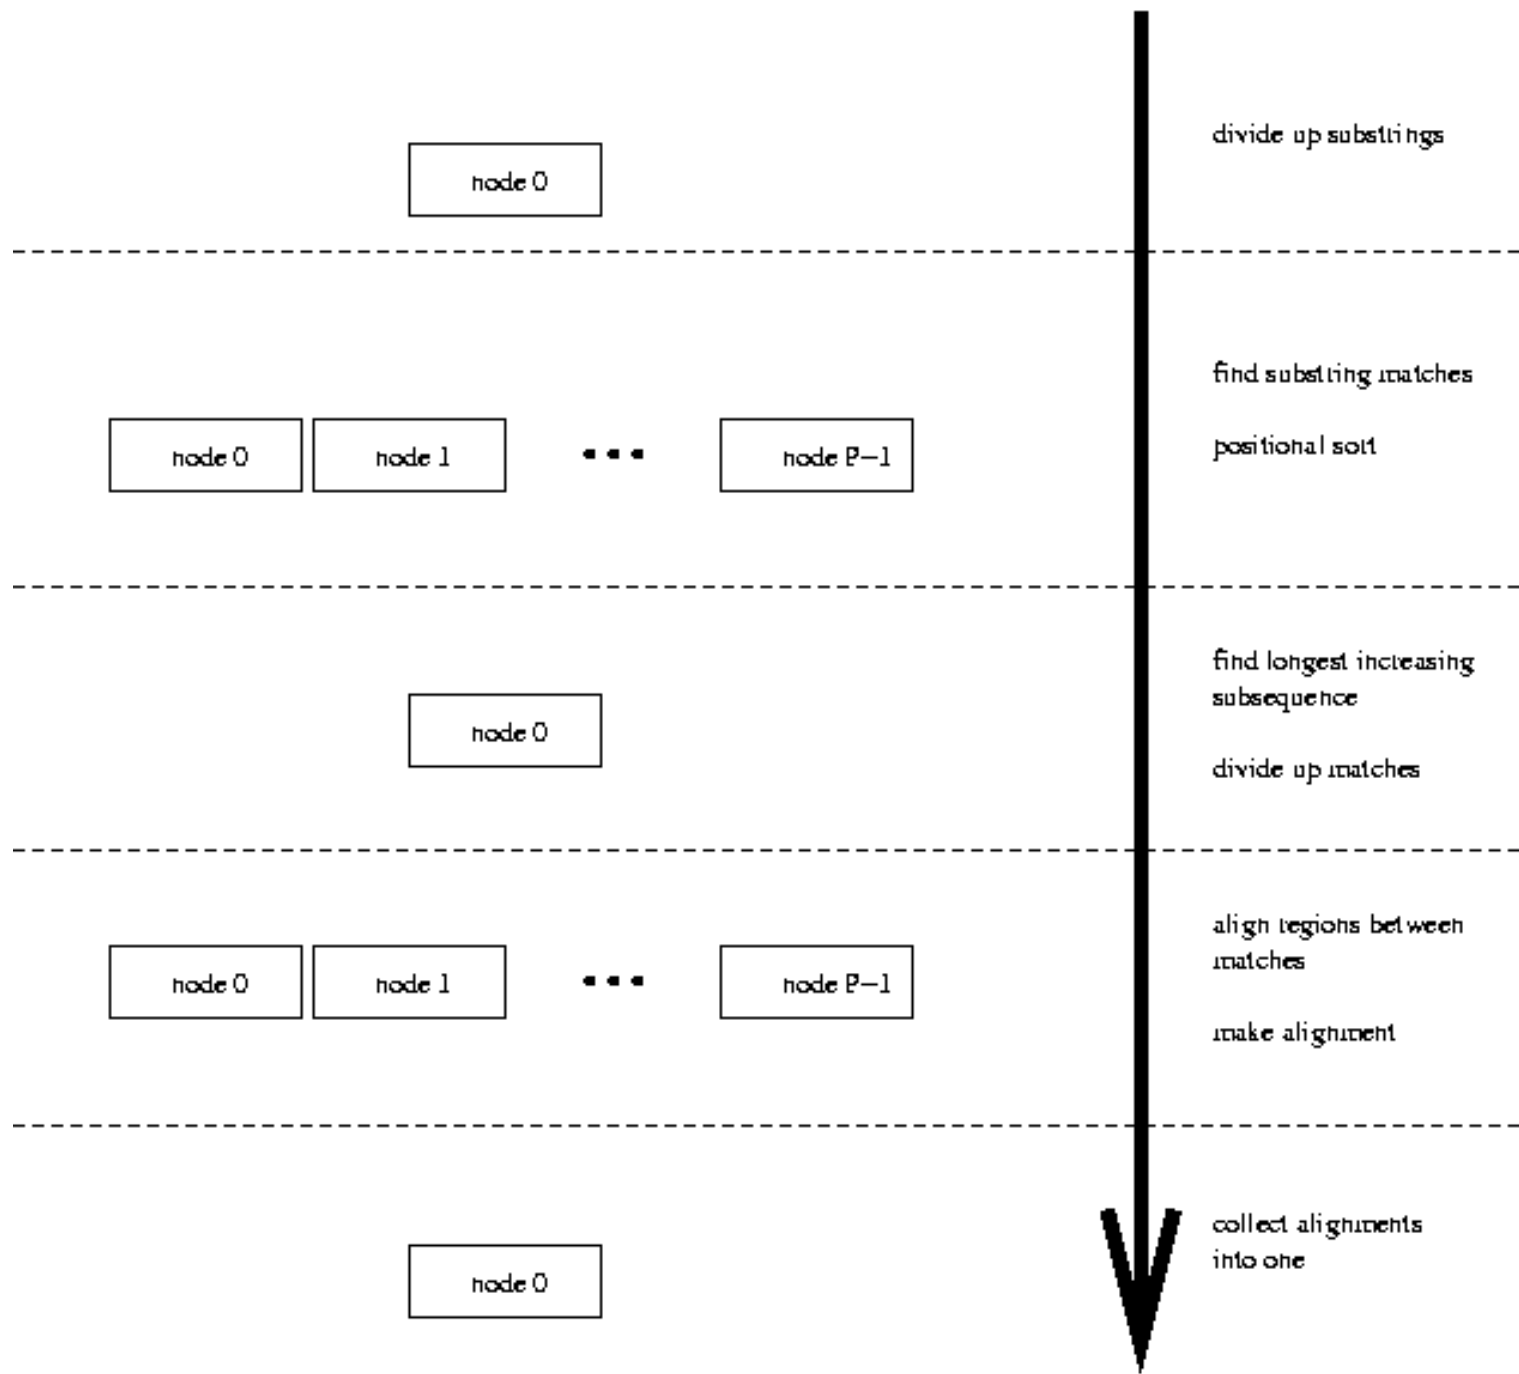 divide up substrings
node 0
find substring matches
positional sort
node 0 node 1 ••• node P−1
find longest increasing
subsequence
node 0
divide up matches
align regions between
matches
node 0 node 1 ••• node P−1
make alignment
collect alignments
into one
node 0